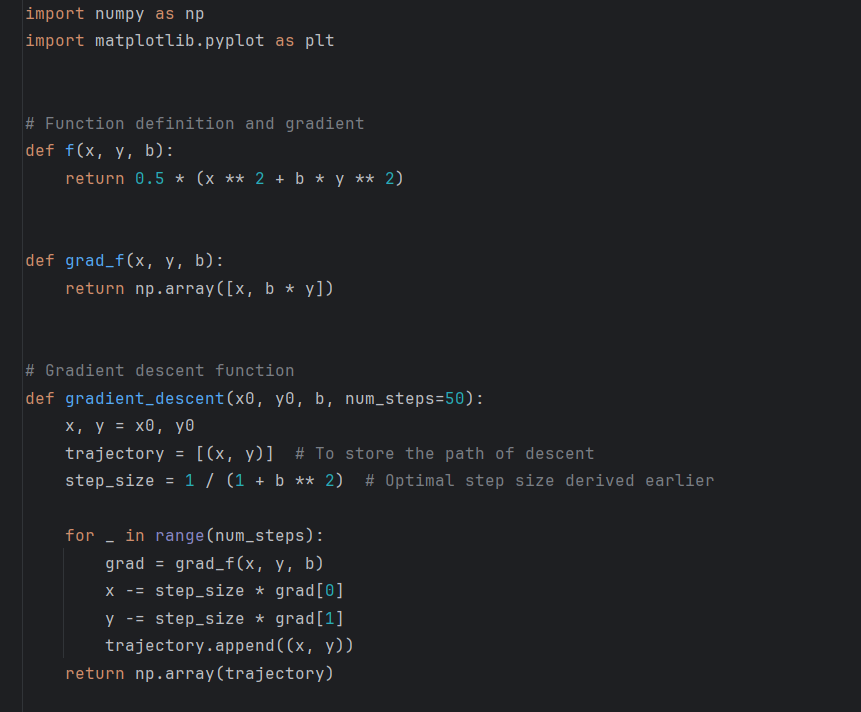 import numpy as np
import matplotlib.pyplot as plt
# Function definition and gradient
def f(x, y, b):
    return 0.5 * (x ** 2 + b * y ** 2)
def grad_f(x, y, b):
    return np.array([x, b * y])
# Gradient descent function
def gradient_descent(x0, y0, b, num_steps=50):
    x, y = x0, y0
    trajectory = [(x, y)]  # To store the path of descent
    step_size = 1 / (1 + b ** 2)  # Optimal step size derived earlier
    for _ in range(num_steps):
        grad = grad_f(x, y, b)
        x -= step_size * grad[0]
        y -= step_size * grad[1]
        trajectory.append((x, y))
    return np.array(trajectory)